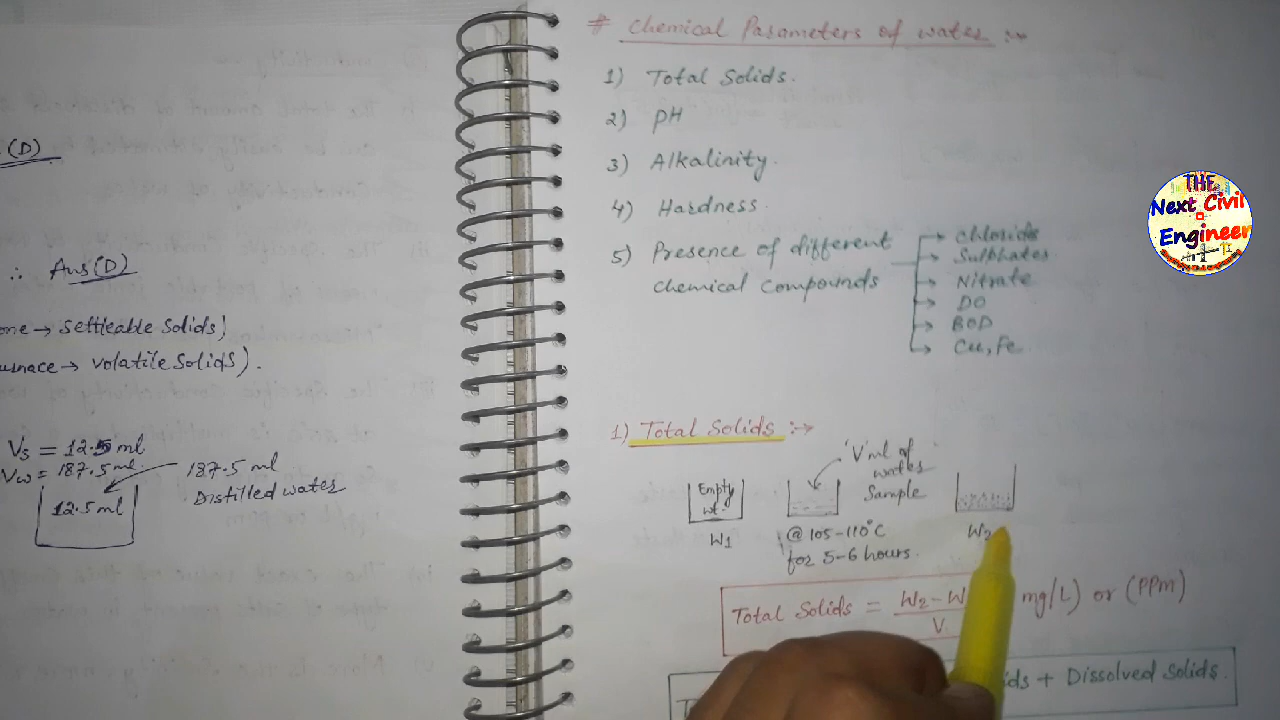 (D)
∴ Ans(D)
one → settleable solids)
urnace → volatile solids).
Vs = 12.5 ml
Vw = 187.5 ml
187.5 ml
Distilled water
12.5 ml
# Chemical Parameters of water :-
1) Total Solids.
2) PH
3) Alkalinity.
4) Hardness.
5) Presence of different
chemical compounds
→ chlorids
→ Sulphates.
→ Nitrate
→ DO
→ BOD
→ Cu, Fe.
1) Total Solids :-
Empty
wt.
W1
'V' ml of
water
Sample
@ 105-110°C
for 5-6 hours.
W2
Total Solids = W2 - W
V
mg/L) or (PPm)
ids + Dissolved Solids.
THE
Next Civil
Engineer